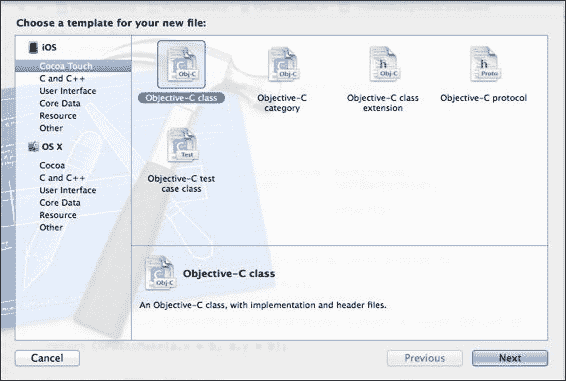 Choose a template for your new file:
iOS
Cocoa Touch
C and C++
User Interface
Core Data
Resource
Other
OS X
Cocoa
C and C++
User Interface
Core Data
Resource
Other
Obj-C
Objective-C class
Obj-C
Objective-C
category
h
Obj-C
Objective-C class
extension
h
Proto
Objective-C protocol
Test
Objective-C test
case class
Obj-C
Objective-C class
An Objective-C class, with implementation and header files.
Cancel
Previous
Next